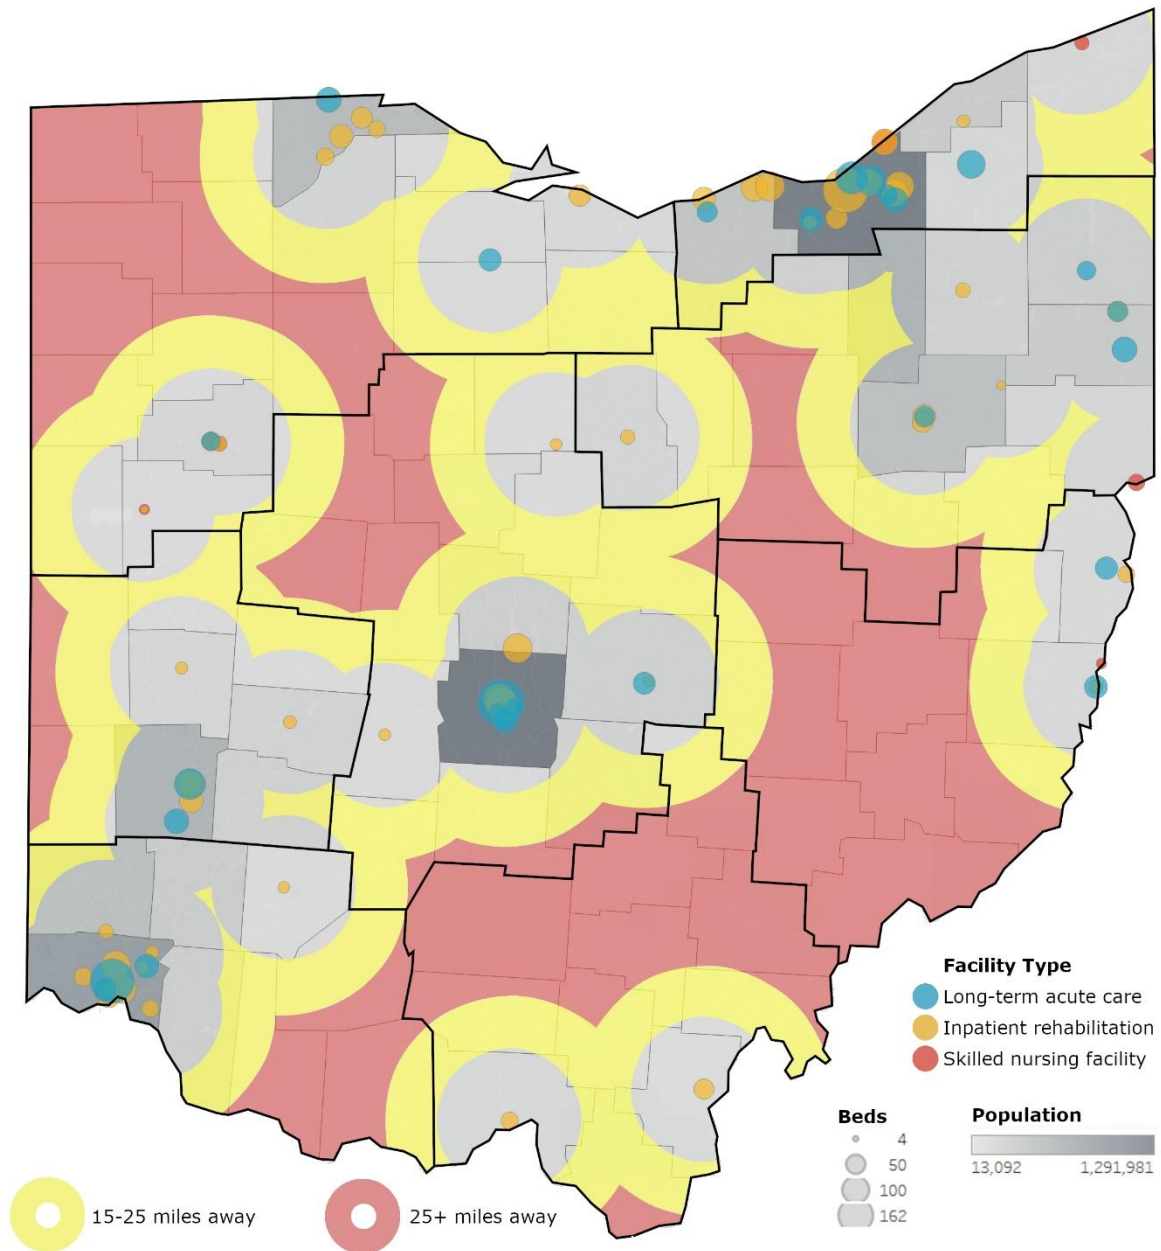 Facility Type
Long-term acute care
Inpatient rehabilitation
Skilled nursing facility
Beds
4
50
100
162
Population
13,092 1,291,981
15-25 miles away
25+ miles away